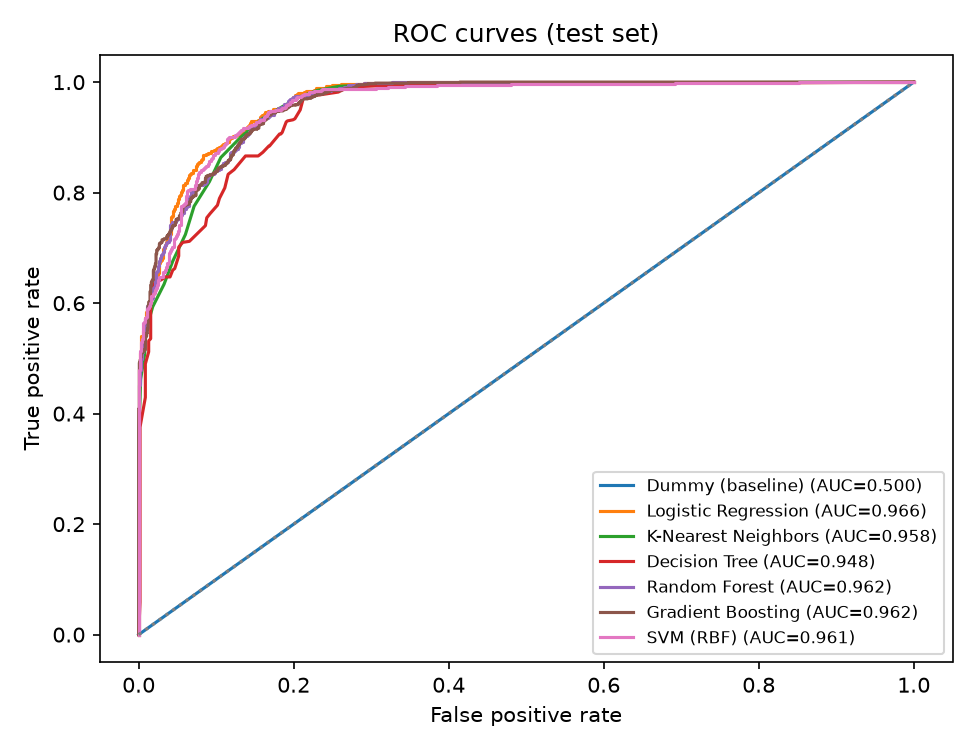 ROC curves (test set)
True positive rate
1.0
0.8
0.6
0.4
0.2
0.0
Dummy (baseline) (AUC=0.500)
Logistic Regression (AUC=0.966)
K-Nearest Neighbors (AUC=0.958)
Decision Tree (AUC=0.948)
Random Forest (AUC=0.962)
Gradient Boosting (AUC=0.962)
SVM (RBF) (AUC=0.961)
0.0 0.2 0.4 0.6 0.8 1.0
False positive rate